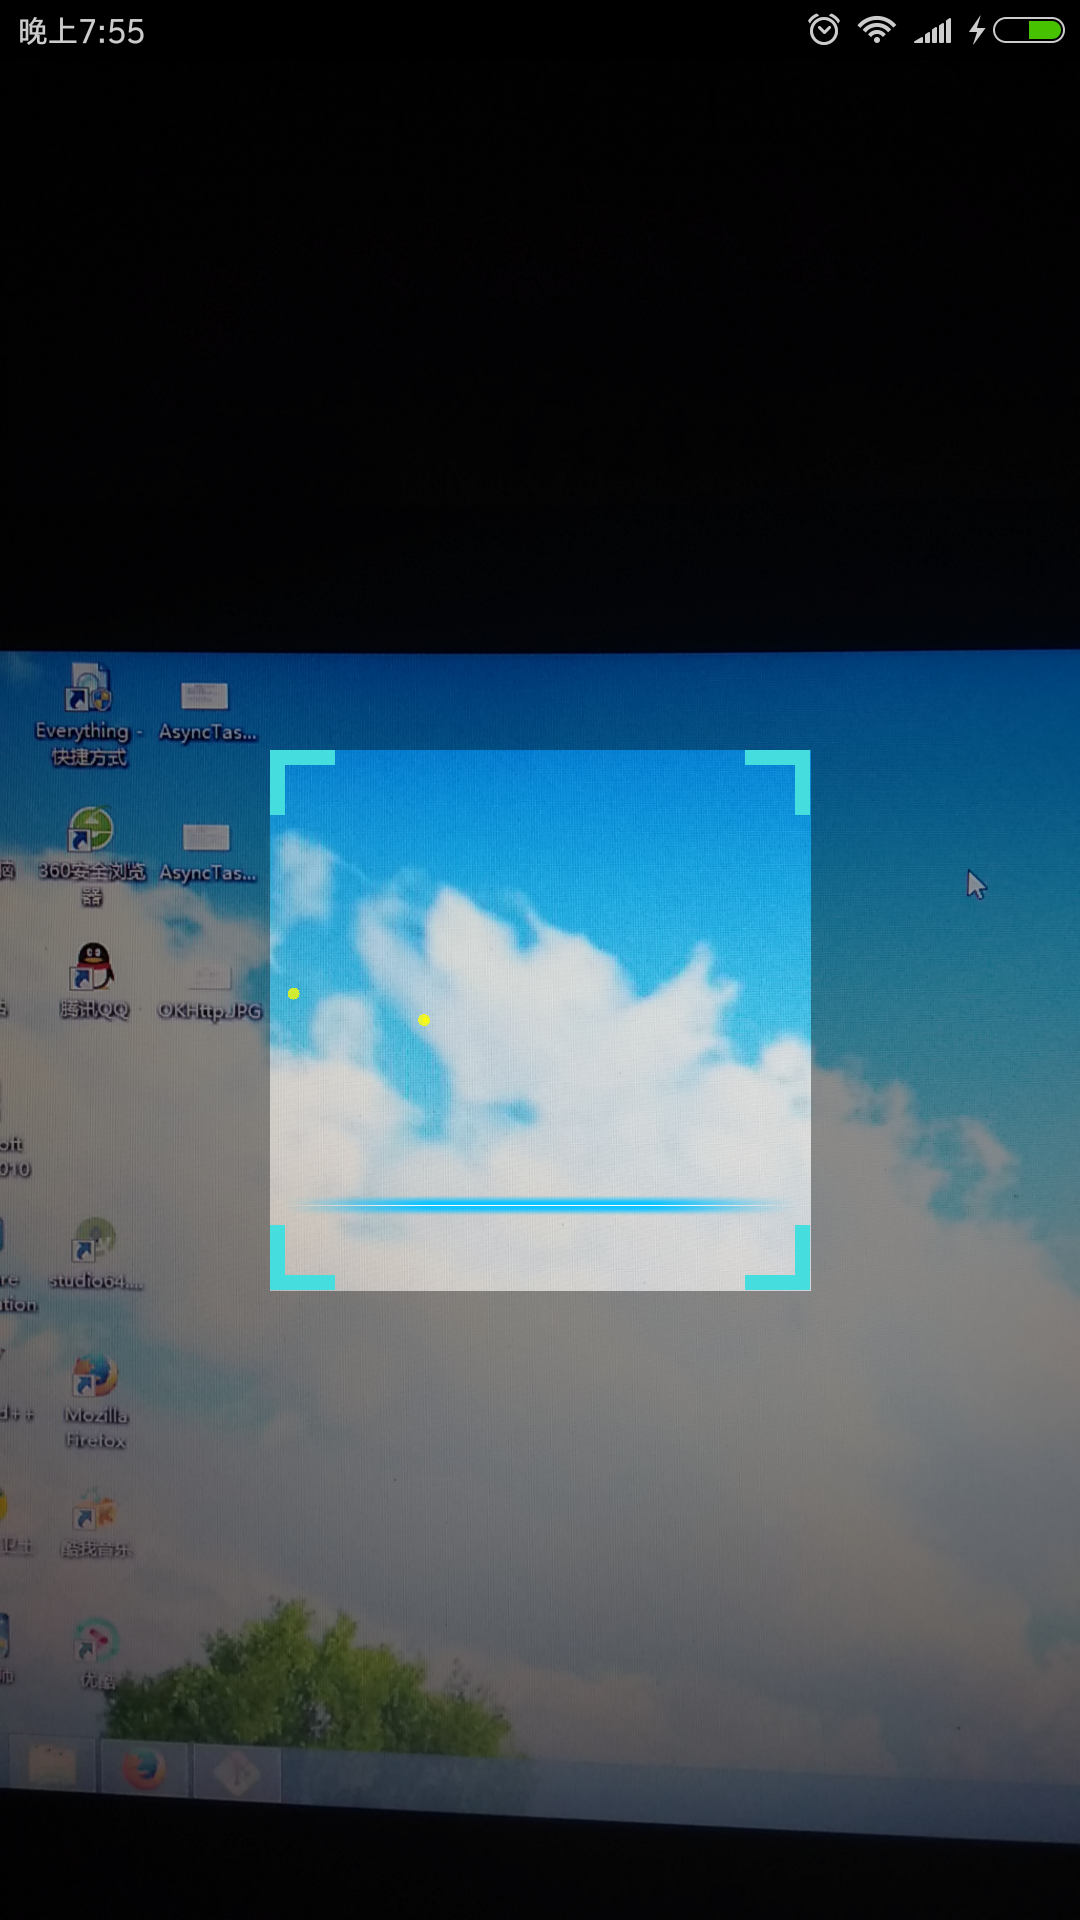 晚上7:55
Everything -
快捷方式
AsyncTas...
360安全浏览
器
AsyncTas...
腾讯QQ
OKHttp.JPG
oft
010
studio64....
re
ation
d++
Mozilla
Firefox
卫士
酷我音乐
优酷